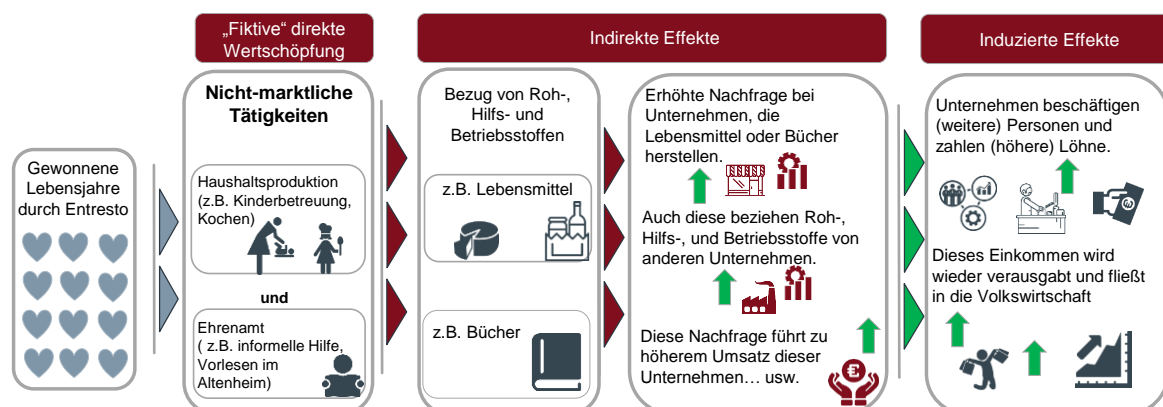 „Fiktive“ direkte
Wertschöpfung
Indirekte Effekte
Induzierte Effekte
Gewonnene
Lebensjahre
durch Entresto
Nicht-marktliche
Tätigkeiten
Haushaltsproduktion
(z.B. Kinderbetreuung,
Kochen)
und
Ehrenamt
( z.B. informelle Hilfe,
Vorlesen im
Altenheim)
Bezug von Roh-,
Hilfs- und
Betriebsstoffen
z.B. Lebensmittel
z.B. Bücher
Erhöhte Nachfrage bei
Unternehmen, die
Lebensmittel oder Bücher
herstellen.
Auch diese beziehen Roh-,
Hilfs-, und Betriebsstoffe von
anderen Unternehmen.
Diese Nachfrage führt zu
höherem Umsatz dieser
Unternehmen… usw.
€
Unternehmen beschäftigen
(weitere) Personen und
zahlen (höhere) Löhne.
Dieses Einkommen wird
wieder verausgabt und fließt
in die Volkswirtschaft